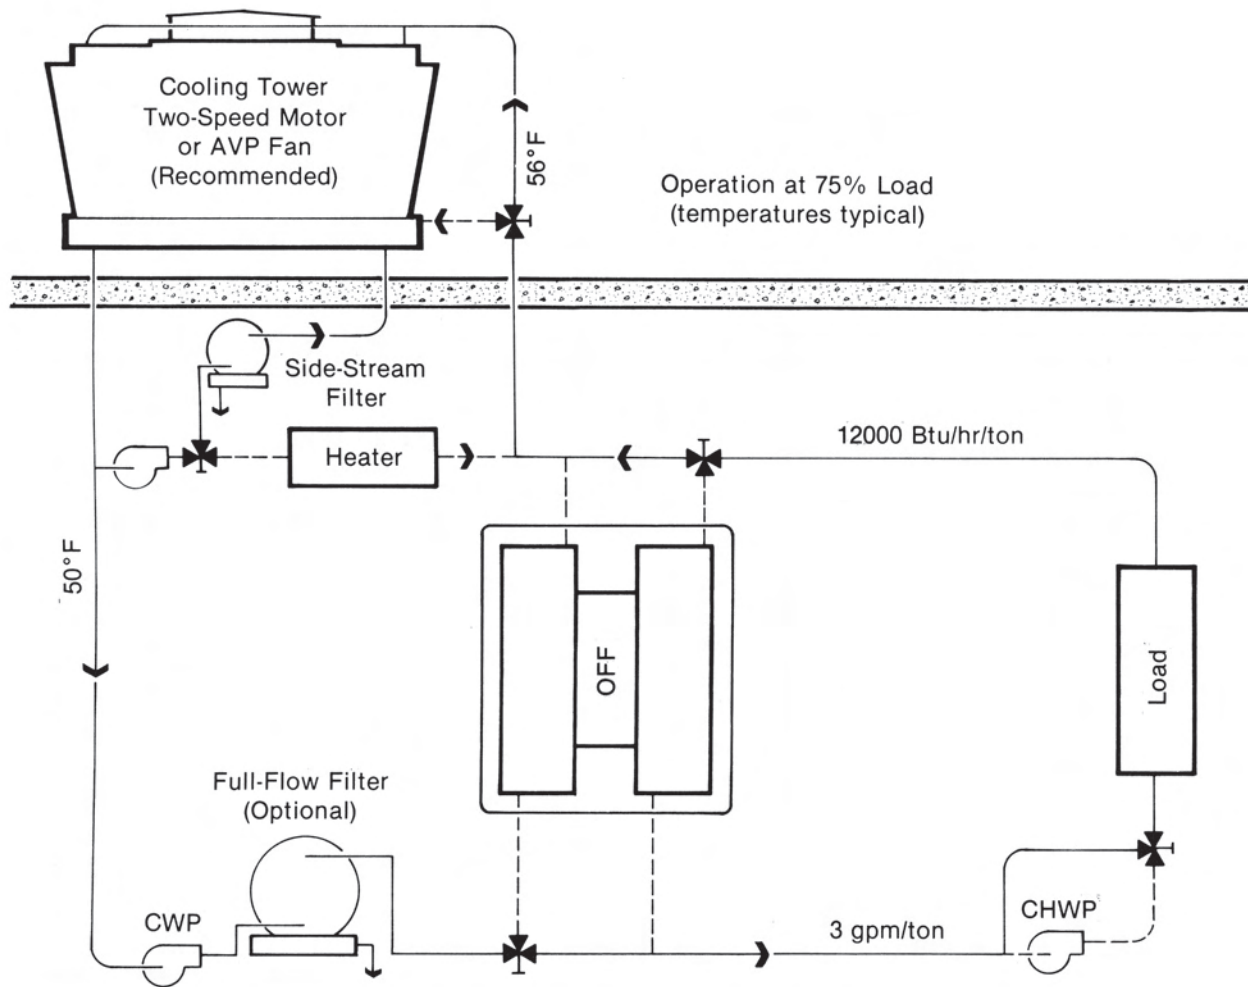 Cooling Tower
Two-Speed Motor
or AVP Fan
(Recommended)
56°F
Operation at 75% Load
(temperatures typical)
Side-Stream
Filter
Heater
12000 Btu/hr/ton
50°F
OFF
Load
Full-Flow Filter
(Optional)
CWP
3 gpm/ton
CHWP